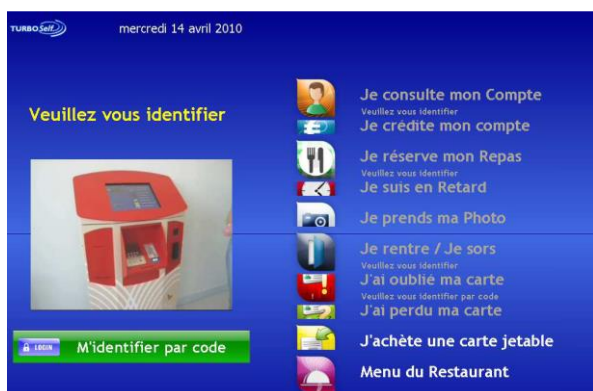 TURBOSelf
mercredi 14 avril 2010
Veuillez vous identifier
Je consulte mon Compte
Veuillez vous identifier
Je crédite mon compte
Je réserve mon Repas
Veuillez vous identifier
Je suis en Retard
Je prends ma Photo
Je rentre / Je sors
Veuillez vous identifier
J'ai oublié ma carte
Veuillez vous identifier par code
J'ai perdu ma carte
J'achète une carte jetable
Menu du Restaurant
LOGIN
M'identifier par code